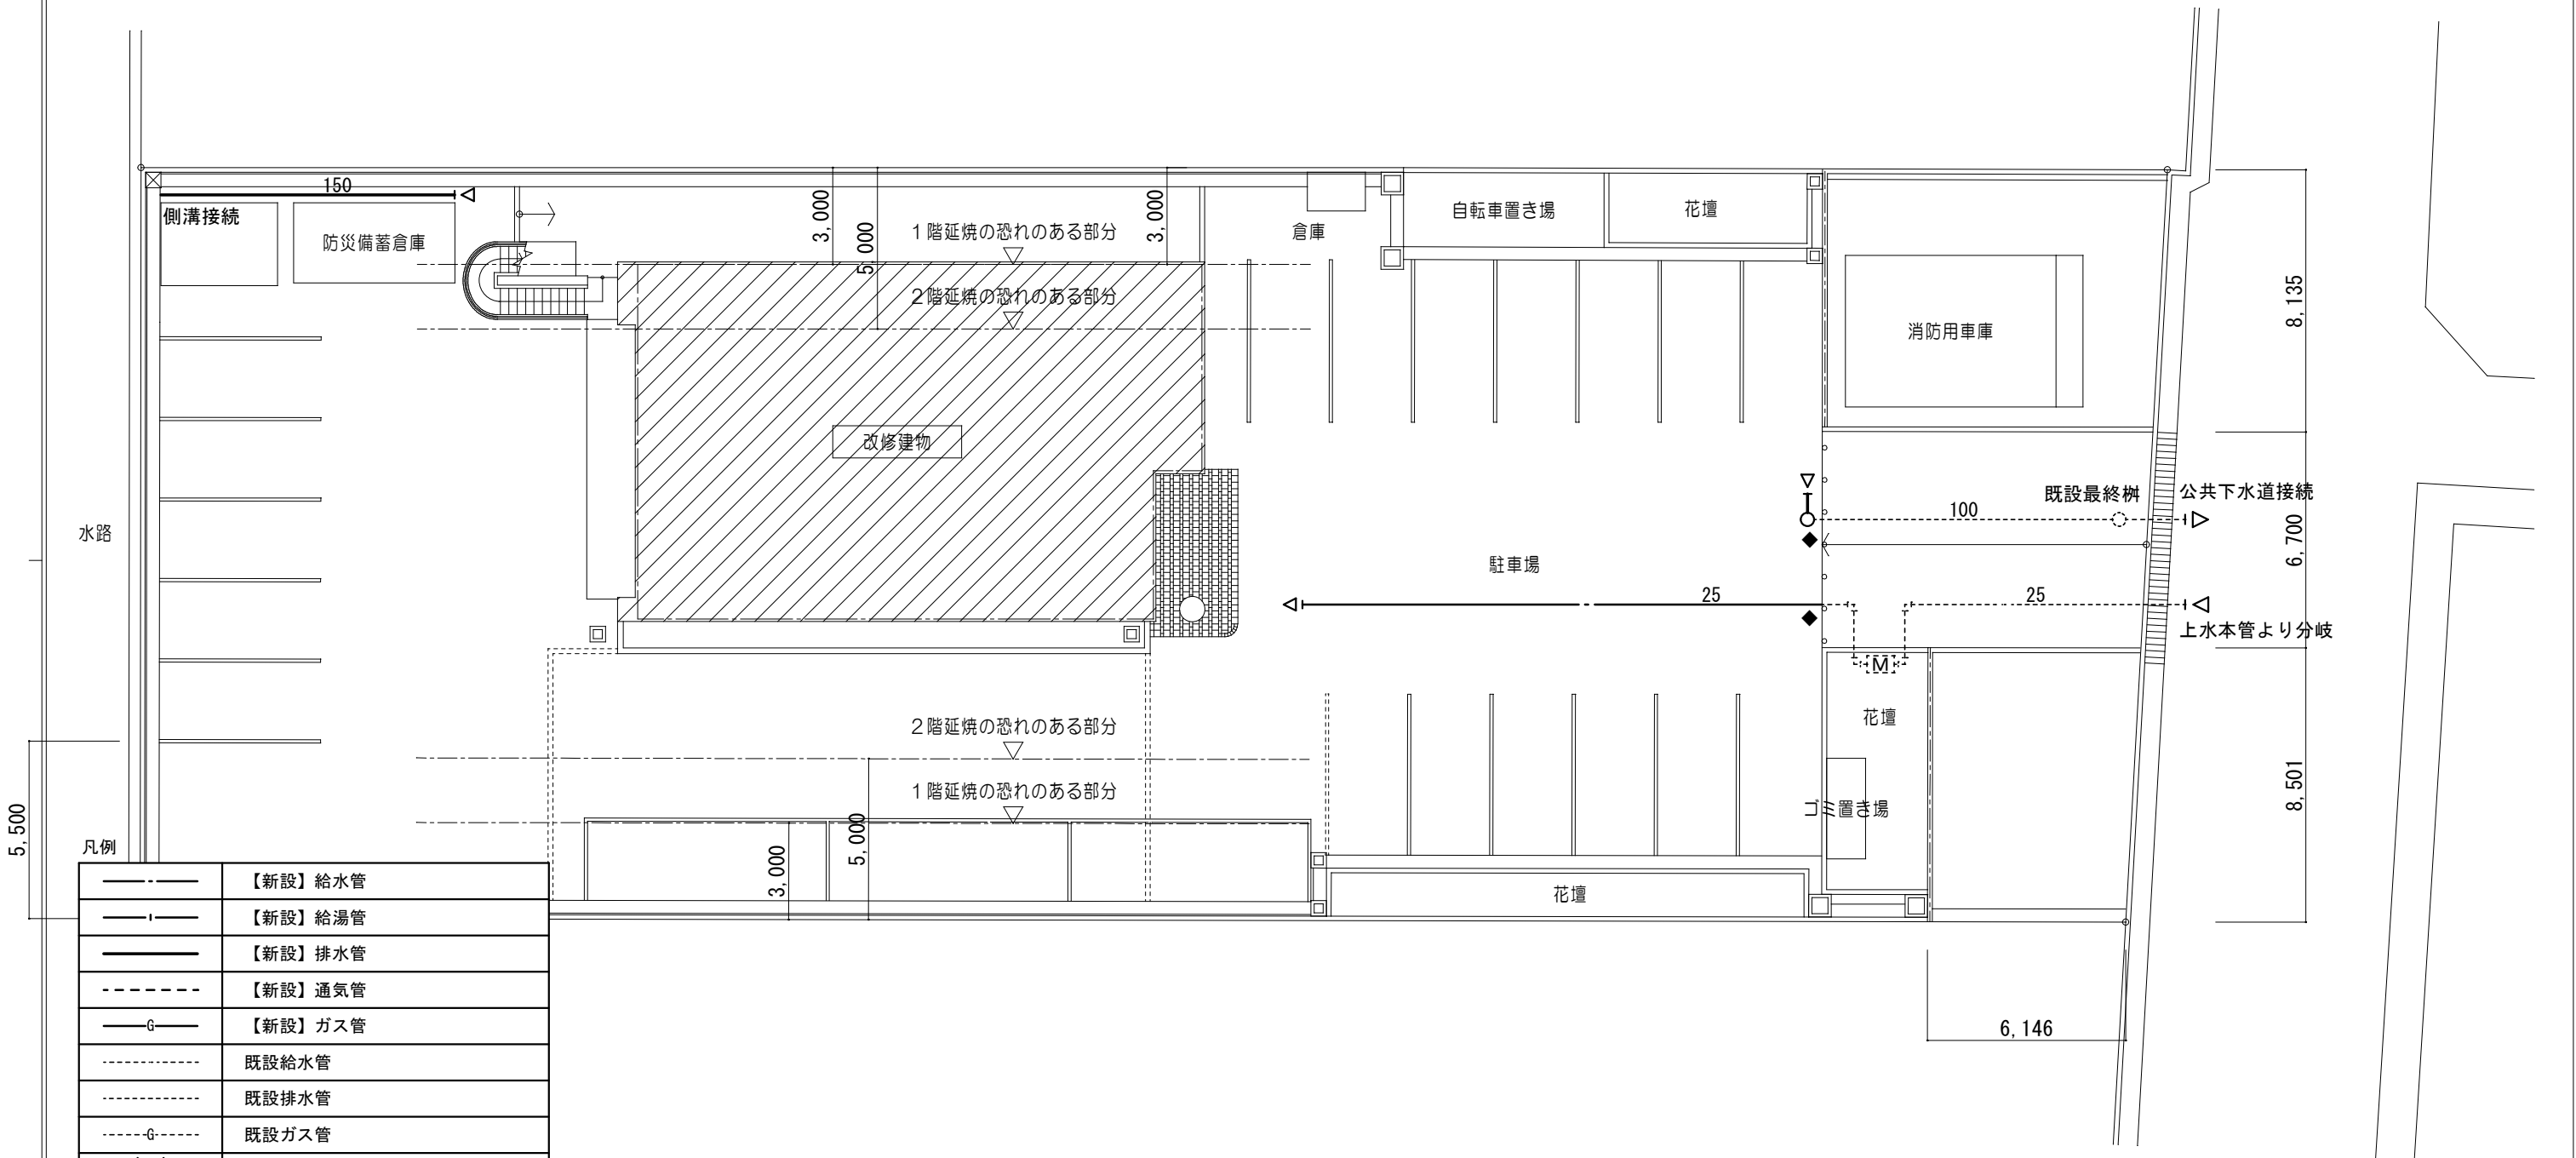 150
側溝接続
防災備蓄倉庫
3,000
5,000
1階延焼の恐れのある部分
2階延焼の恐れのある部分
3,000
倉庫
自転車置き場
花壇
消防用車庫
8,135
改修建物
水路
駐車場
既設最終桝
公共下水道接続
100
6,700
25
25
上水本管より分岐
M
花壇
ゴミ置き場
8,501
2階延焼の恐れのある部分
1階延焼の恐れのある部分
5,000
3,000
花壇
6,146
5,500
凡例
【新設】給水管
【新設】給湯管
【新設】排水管
【新設】通気管
G 【新設】ガス管
既設給水管
既設排水管
G 既設ガス管